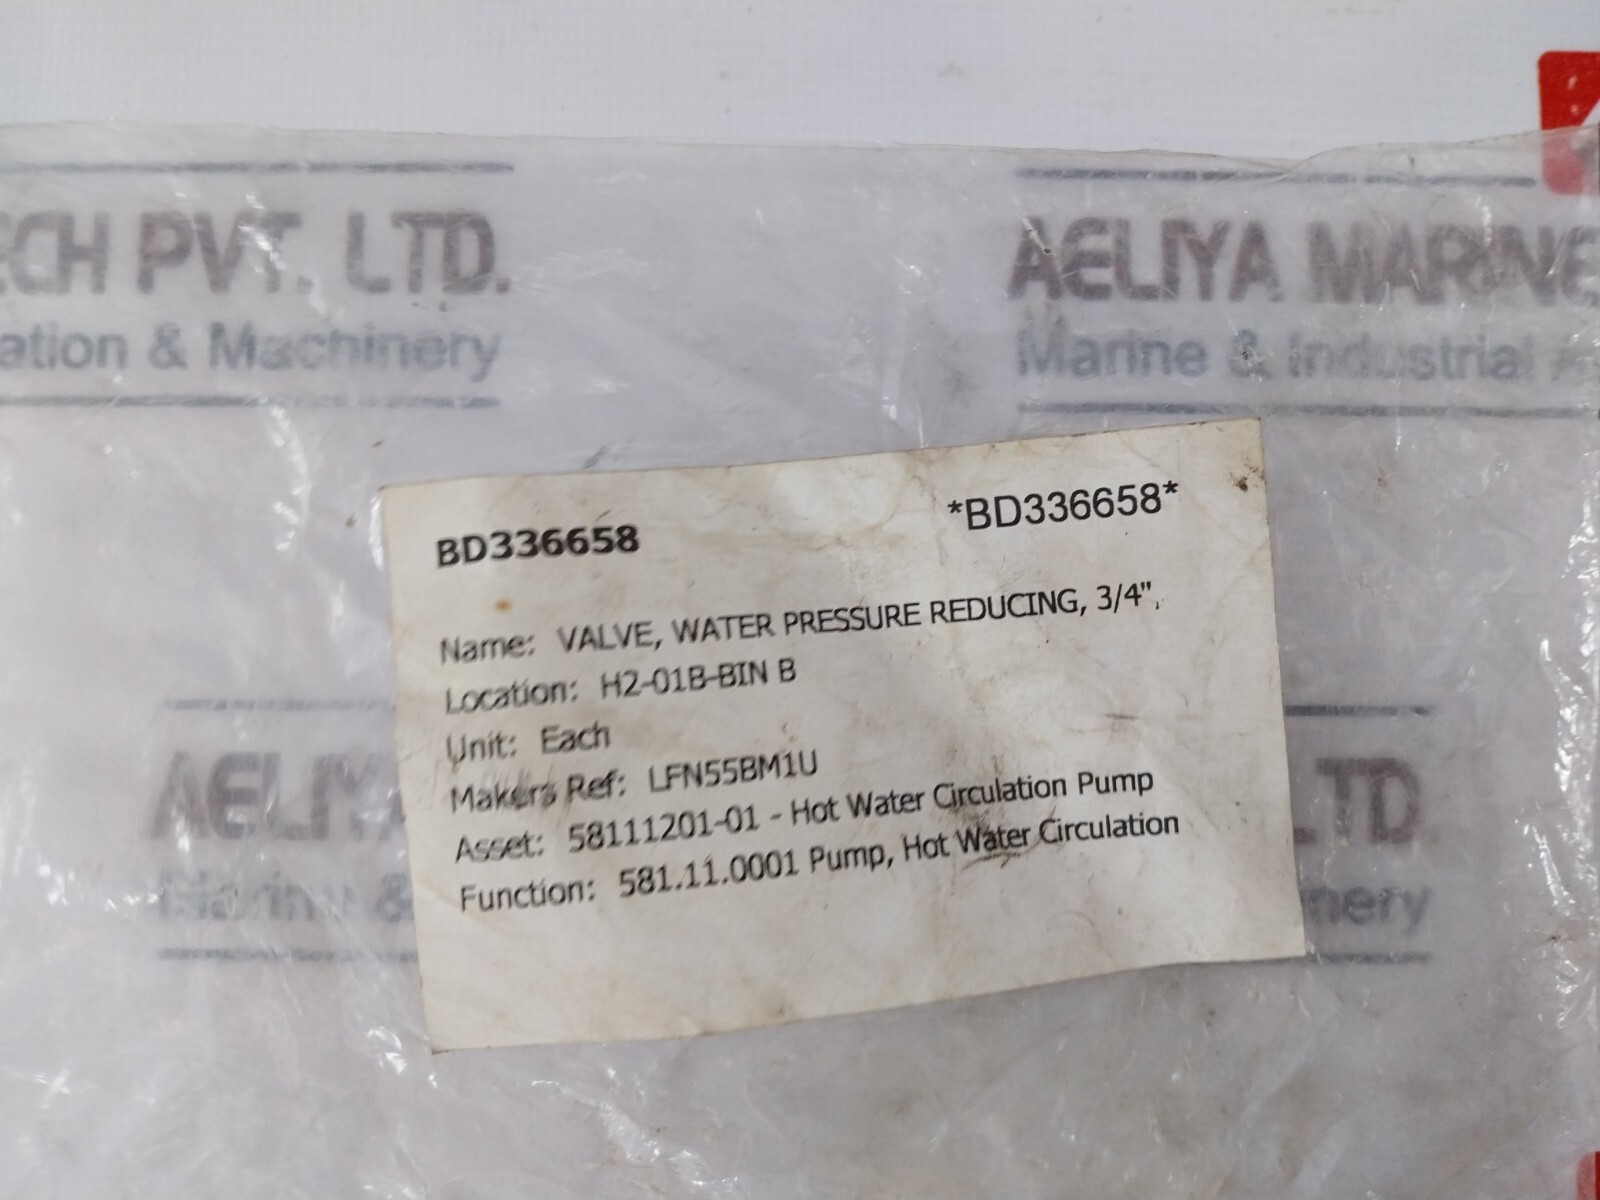 ECH PVT. LTD.
ation & Machinery
AELIYA MARINE
Marine & Industrial
BD336658
*BD336658*
Name: VALVE, WATER PRESSURE REDUCING, 3/4",
Location: H2-01B-BIN B
Unit: Each
Makers Ref: LFN55BM1U
Asset: 58111201-01 - Hot Water Circulation Pump
Function: 581.11.0001 Pump, Hot Water Circulation
AELIYA
Marine &
LTD.
nery